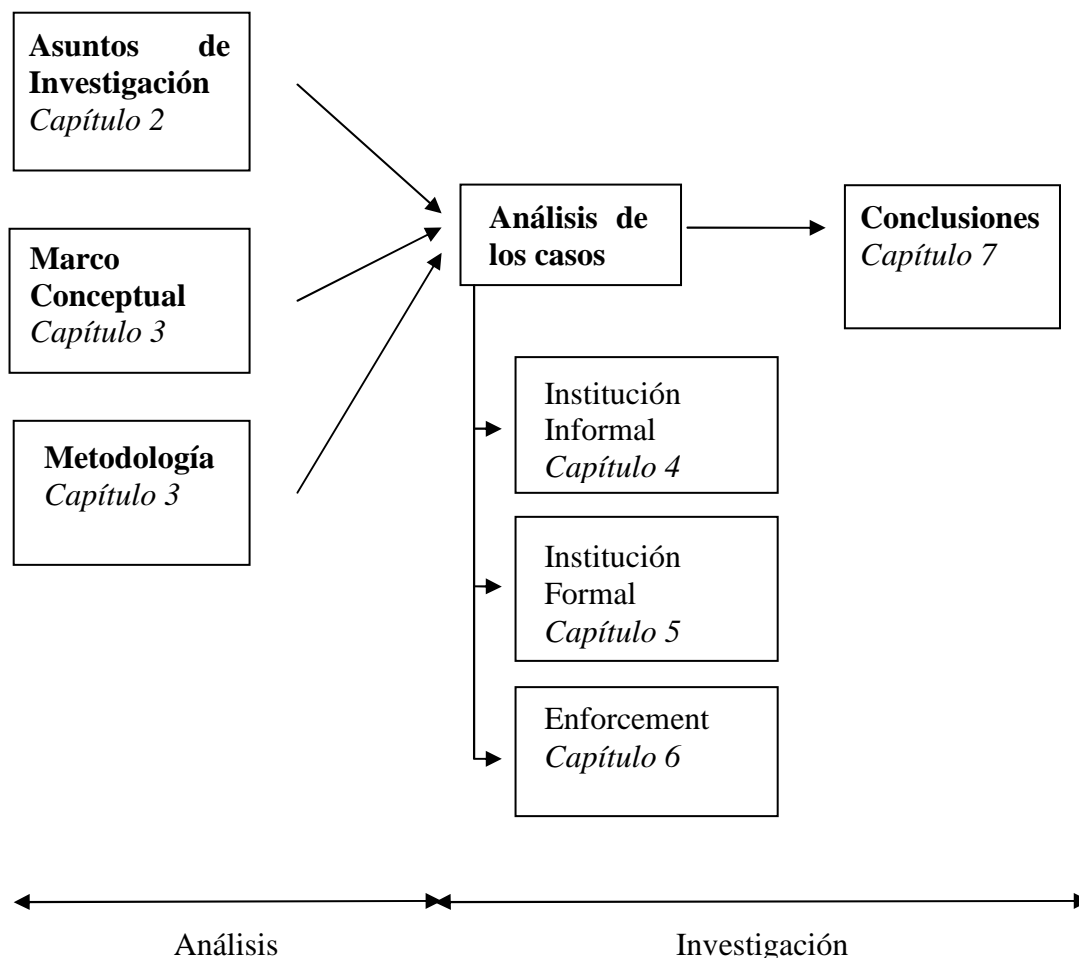 Asuntos de
Investigación
Capítulo 2
Marco
Conceptual
Capítulo 3
Metodología
Capítulo 3
Análisis de
los casos
Conclusiones
Capítulo 7
Institución
Informal
Capítulo 4
Institución
Formal
Capítulo 5
Enforcement
Capítulo 6
Análisis
Investigación